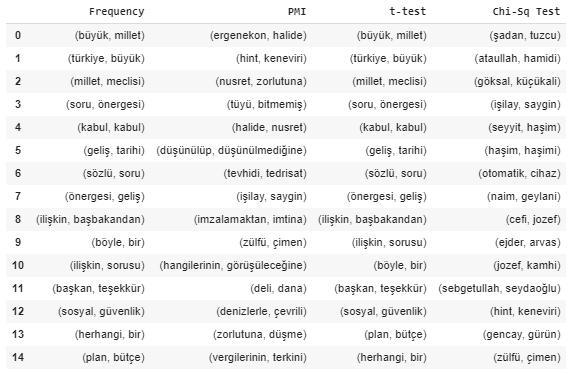 Frequency PMI t-test Chi-Sq Test
0 (büyük, millet) (ergenekon, halide) (büyük, millet) (şadan, tuzcu)
1 (türkiye, büyük) (hint, keneviri) (türkiye, büyük) (ataullah, hamidi)
2 (millet, meclisi) (nusret, zorlutuna) (millet, meclisi) (göksal, küçükali)
3 (soru, önergesi) (tüyü, bitmemiş) (soru, önergesi) (işilay, saygin)
4 (kabul, kabul) (halide, nusret) (kabul, kabul) (seyyit, haşim)
5 (geliş, tarihi) (düşünülüp, düşünülmediğine) (geliş, tarihi) (haşim, haşimi)
6 (sözlü, soru) (tevhidi, tedrisat) (sözlü, soru) (otomatik, cihaz)
7 (önergesi, geliş) (işilay, saygin) (önergesi, geliş) (naim, geylani)
8 (ilişkin, başbakandan) (imzalamaktan, imtina) (ilişkin, başbakandan) (cefi, jozef)
9 (böyle, bir) (zülfü, çimen) (ilişkin, sorusu) (ejder, arvas)
10 (ilişkin, sorusu) (hangilerinin, görüşüleceğine) (böyle, bir) (jozef, kamhi)
11 (başkan, teşekkür) (deli, dana) (başkan, teşekkür) (sebgetullah, seydaoğlu)
12 (sosyal, güvenlik) (denizlerle, çevrili) (sosyal, güvenlik) (hint, keneviri)
13 (herhangi, bir) (zorlutuna, düşme) (plan, bütçe) (gencay, gürün)
14 (plan, bütçe) (vergilerinin, terkini) (herhangi, bir) (zülfü, çimen)